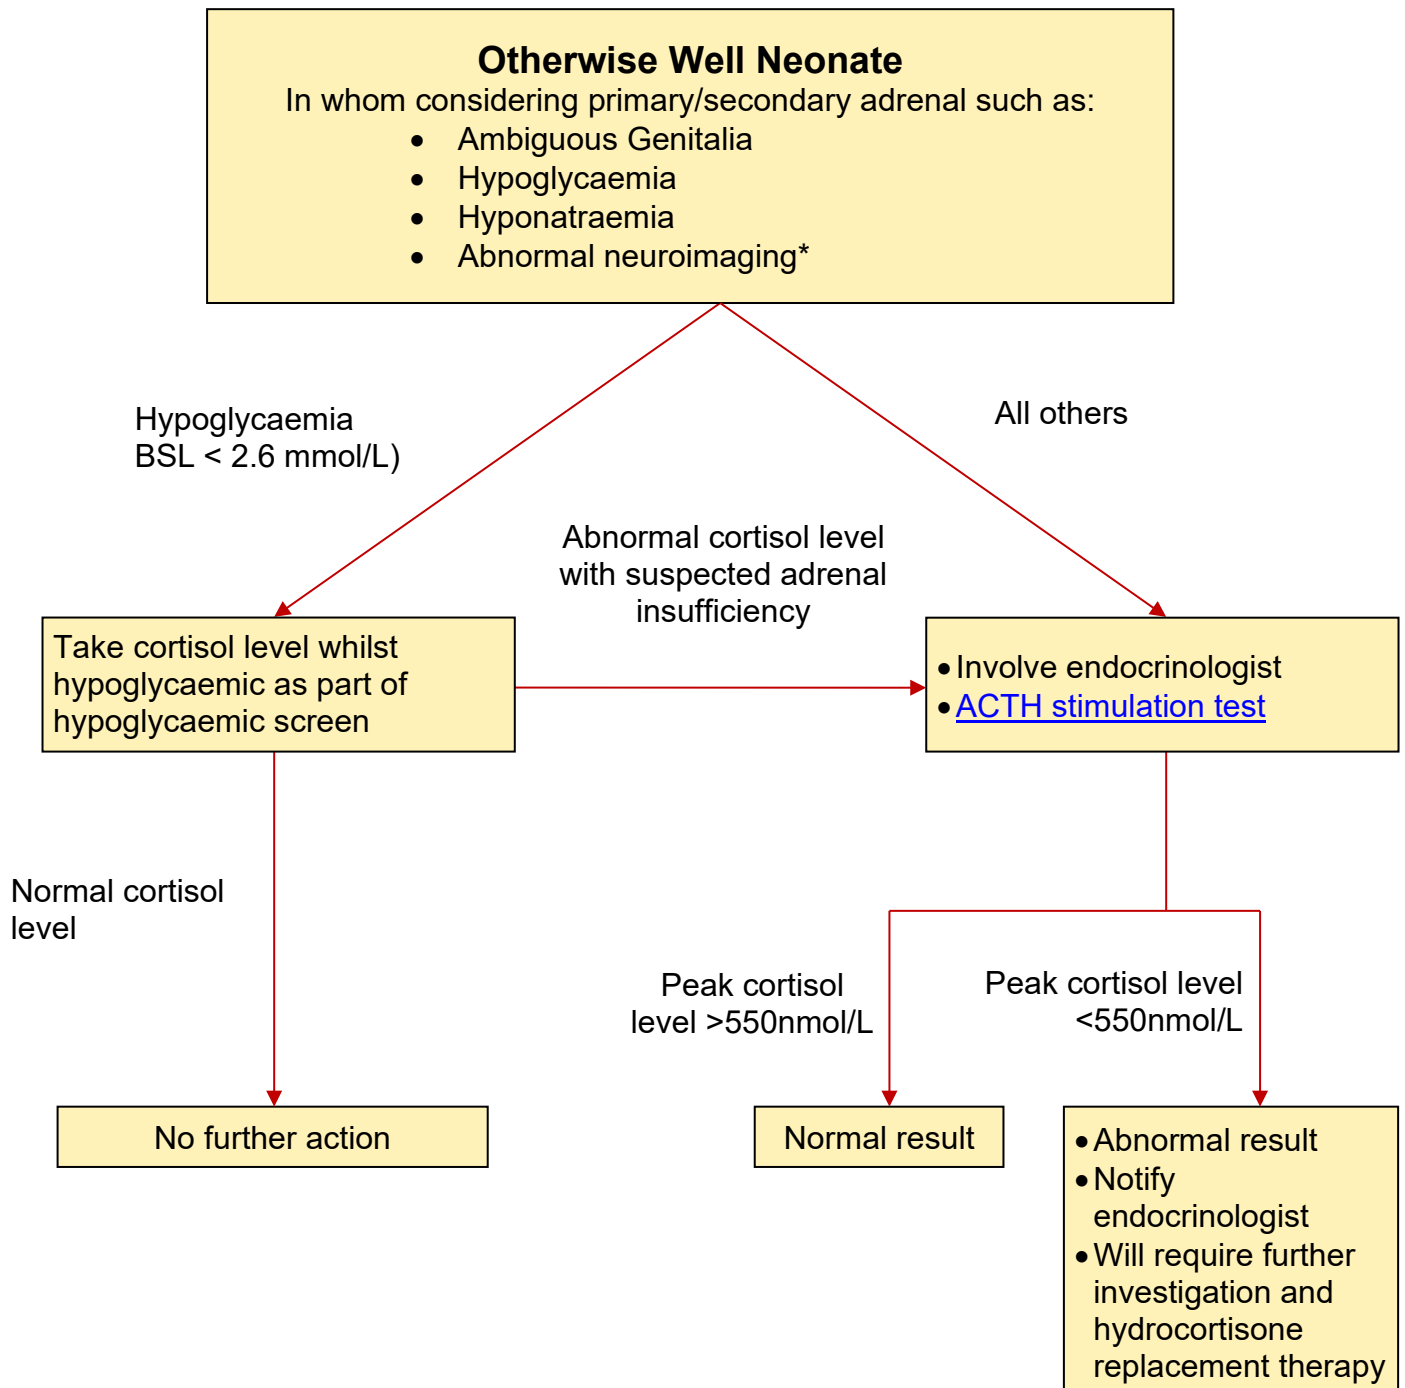 Otherwise Well Neonate
In whom considering primary/secondary adrenal such as:
• Ambiguous Genitalia
• Hypoglycaemia
• Hyponatraemia
• Abnormal neuroimaging*
Hypoglycaemia
BSL < 2.6 mmol/L)
All others
Abnormal cortisol level
with suspected adrenal
insufficiency
Take cortisol level whilst
hypoglycaemic as part of
hypoglycaemic screen
• Involve endocrinologist
• ACTH stimulation test
Normal cortisol
level
Peak cortisol
level >550nmol/L
Peak cortisol level
<550nmol/L
No further action
Normal result
• Abnormal result
• Notify
endocrinologist
• Will require further
investigation and
hydrocortisone
replacement therapy